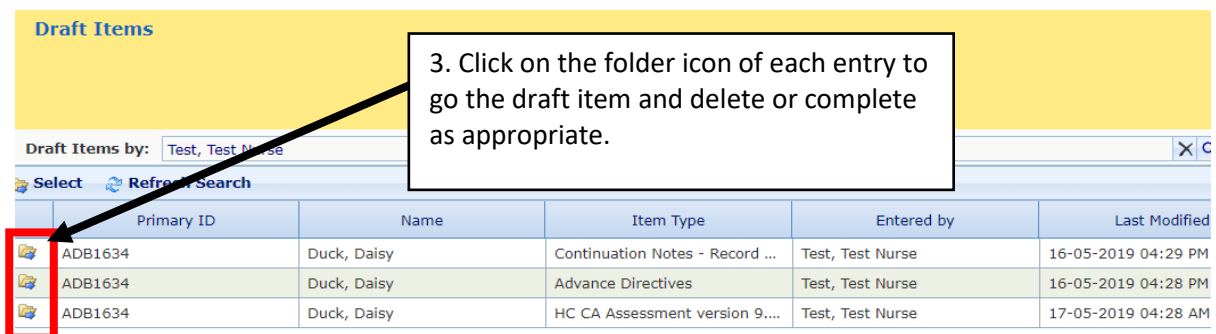 Draft Items
3. Click on the folder icon of each entry to
go the draft item and delete or complete
as appropriate.
Draft Items by: Test, Test Nurse
Select Refresh Search
Primary ID Name Item Type Entered by Last Modified
ADB1634 Duck, Daisy Continuation Notes - Record ... Test, Test Nurse 16-05-2019 04:29 PM
ADB1634 Duck, Daisy Advance Directives Test, Test Nurse 16-05-2019 04:28 PM
ADB1634 Duck, Daisy HC CA Assessment version 9.... Test, Test Nurse 17-05-2019 04:28 AM